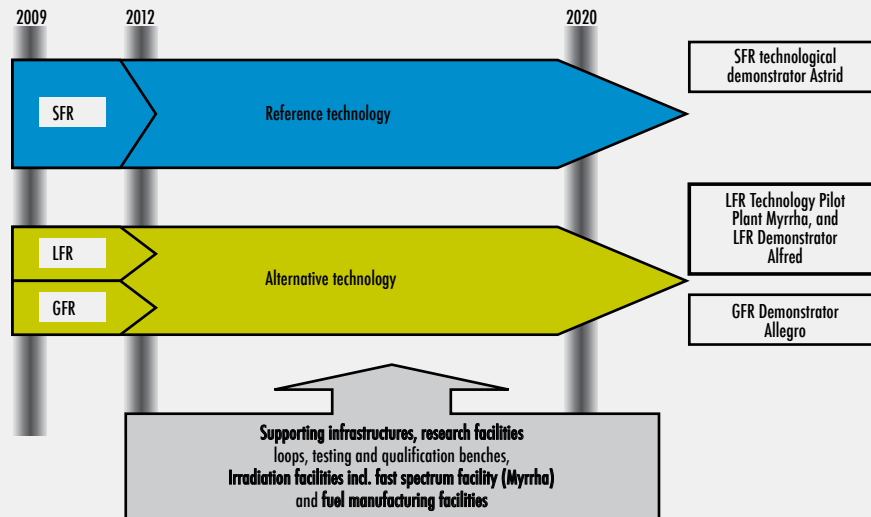 2009
2012
2020
SFR
Reference technology
SFR technological
demonstrator Astrid
LFR
GFR
Alternative technology
LFR Technology Pilot
Plant Myrrha, and
LFR Demonstrator
Alfred
GFR Demonstrator
Allegro
Supporting infrastructures, research facilities
loops, testing and qualification benches,
Irradiation facilities incl. fast spectrum facility (Myrrha)
and fuel manufacturing facilities